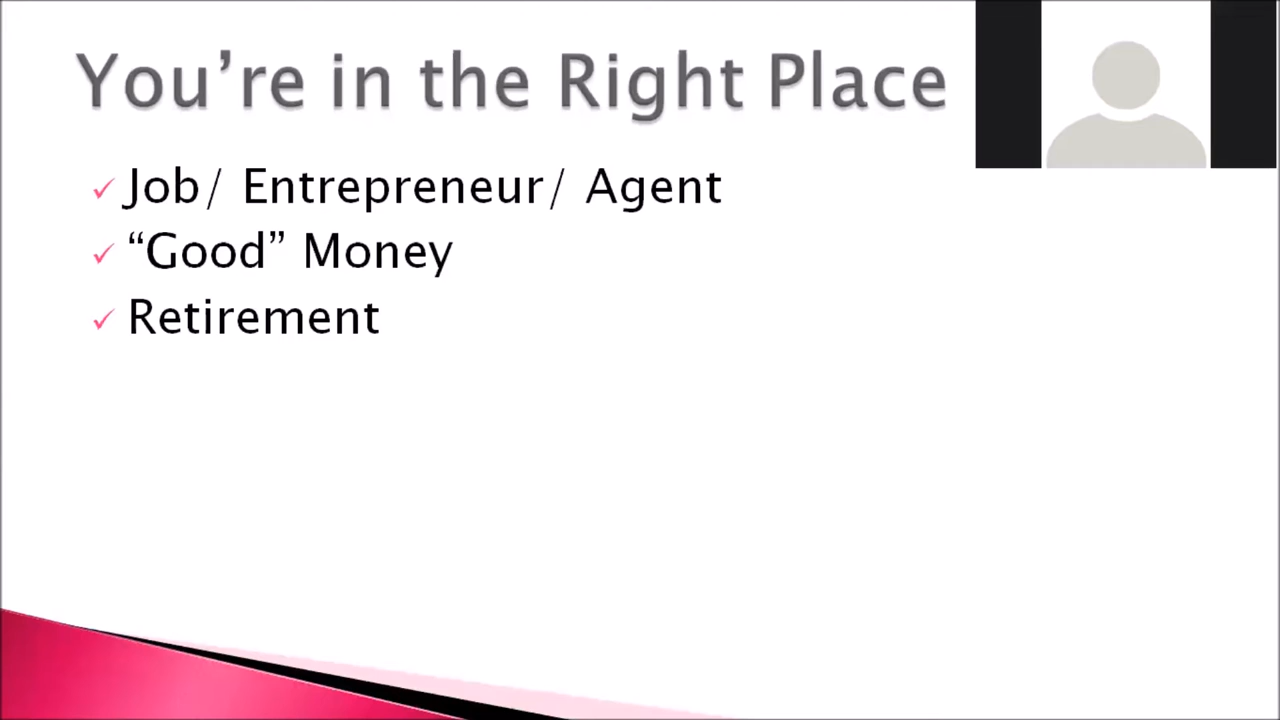 You’re in the Right Place
Job/ Entrepreneur/ Agent
“Good” Money
Retirement